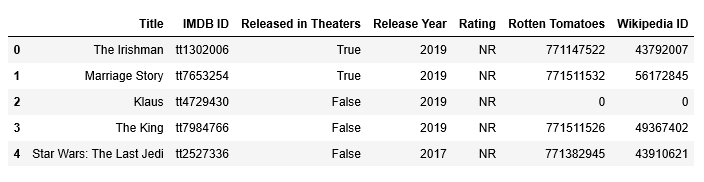 Title IMDB ID Released in Theaters Release Year Rating Rotten Tomatoes Wikipedia ID
0 The Irishman tt1302006 True 2019 NR 771147522 43792007
1 Marriage Story tt7653254 True 2019 NR 771511532 56172845
2 Klaus tt4729430 False 2019 NR 0 0
3 The King tt7984766 False 2019 NR 771511526 49367402
4 Star Wars: The Last Jedi tt2527336 False 2017 NR 771382945 43910621